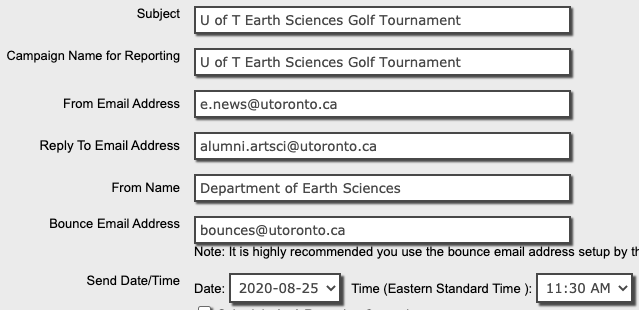 Subject U of T Earth Sciences Golf Tournament
Campaign Name for Reporting U of T Earth Sciences Golf Tournament
From Email Address e.news@utoronto.ca
Reply To Email Address alumni.artsci@utoronto.ca
From Name Department of Earth Sciences
Bounce Email Address bounces@utoronto.ca
Note: It is highly recommended you use the bounce email address setup by th
Send Date/Time Date: 2020-08-25 Time (Eastern Standard Time ): 11:30 AM